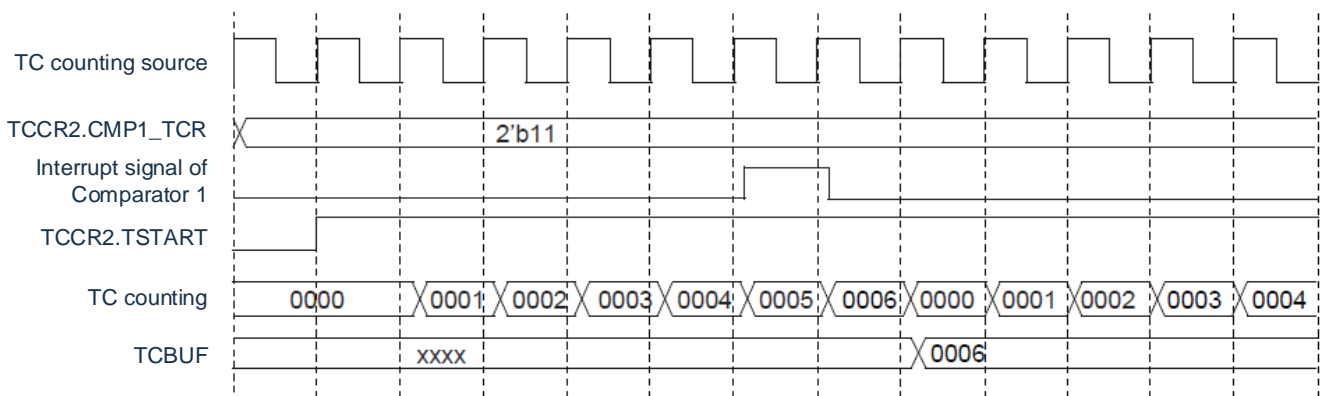 TC counting source
TCCR2.CMP1_TCR
2'b11
Interrupt signal of
Comparator 1
TCCR2.TSTART
TC counting
0000 0001 0002 0003 0004 0005 0006 0000 0001 0002 0003 0004
TCBUF
xxxx 0006